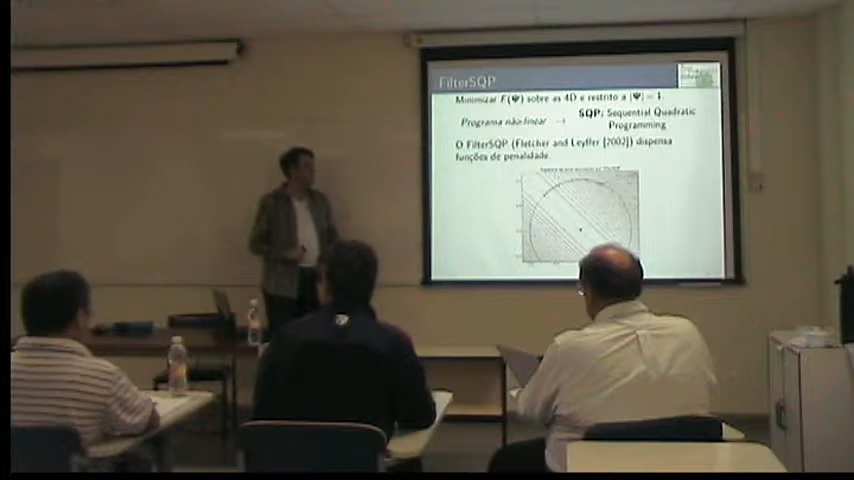 FilterSQP
Minimizar F(Ψ) sobre as 4D e restrito a |Ψ| = 1.
Programa não-linear → SQP: Sequential Quadratic
Programming
O FilterSQP (Fletcher and Leyffer [2002]) dispensa
funções de penalidade.